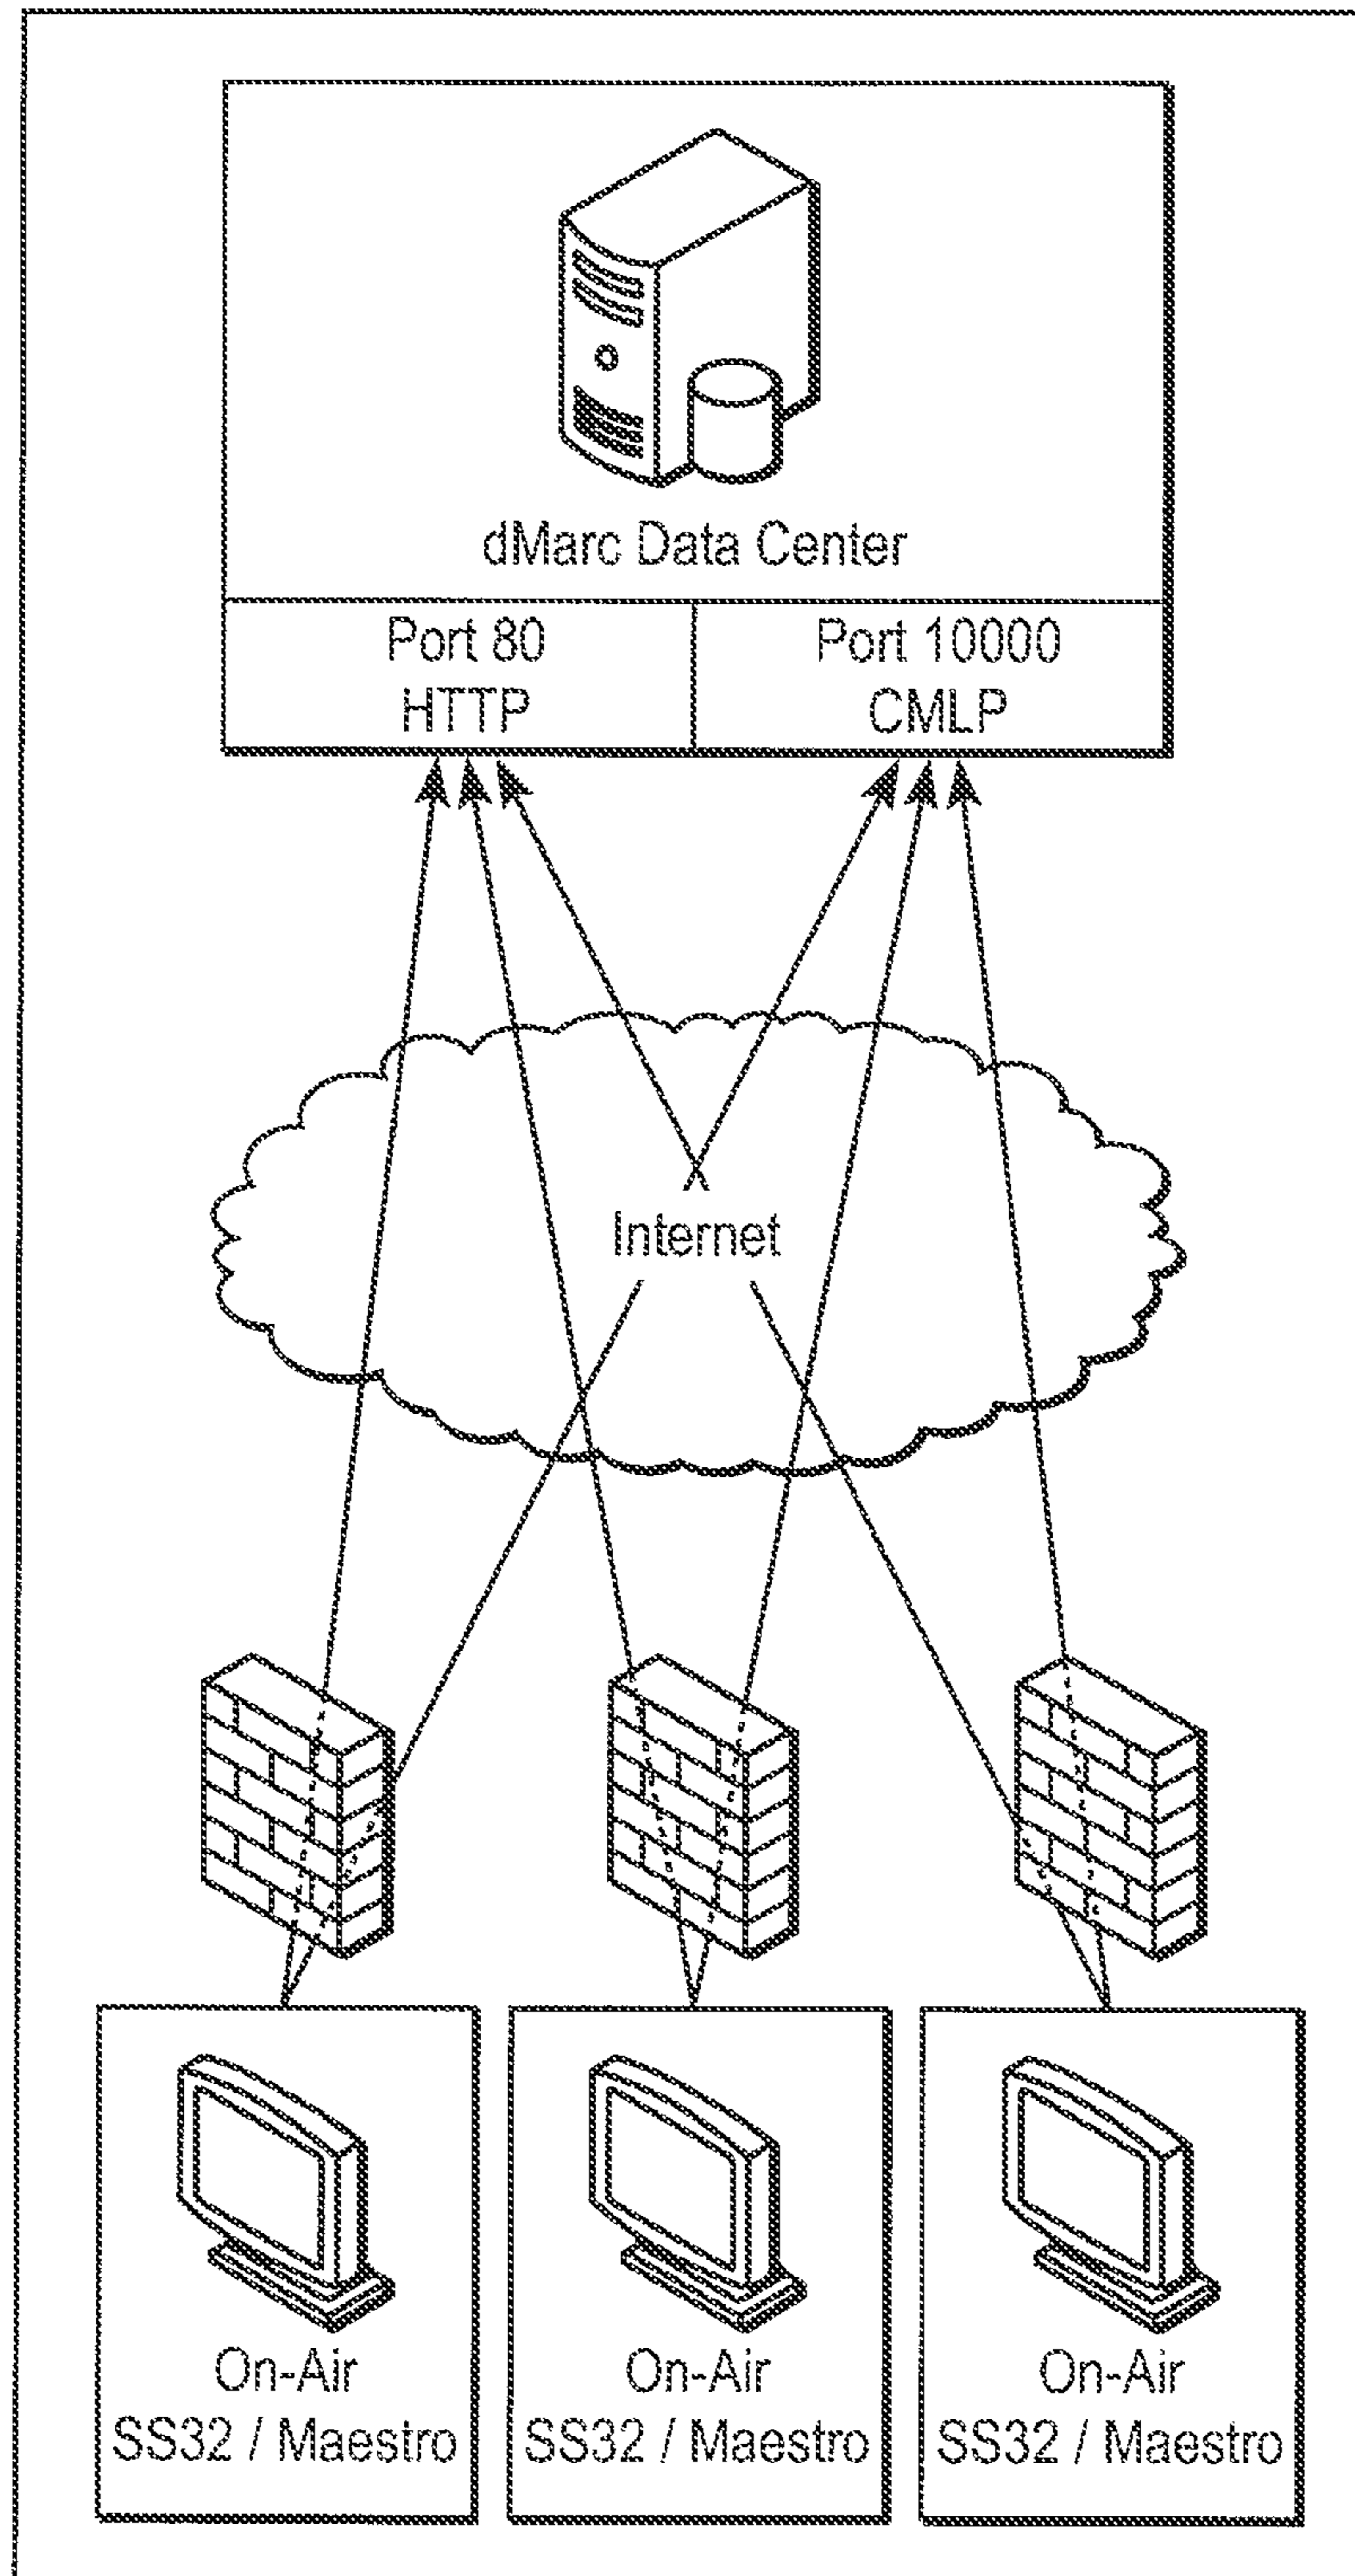 dMarc Data Center
Port 80
HTTP
Port 10000
CMLP
Internet
On-Air
SS32 / Maestro
On-Air
SS32 / Maestro
On-Air
SS32 / Maestro